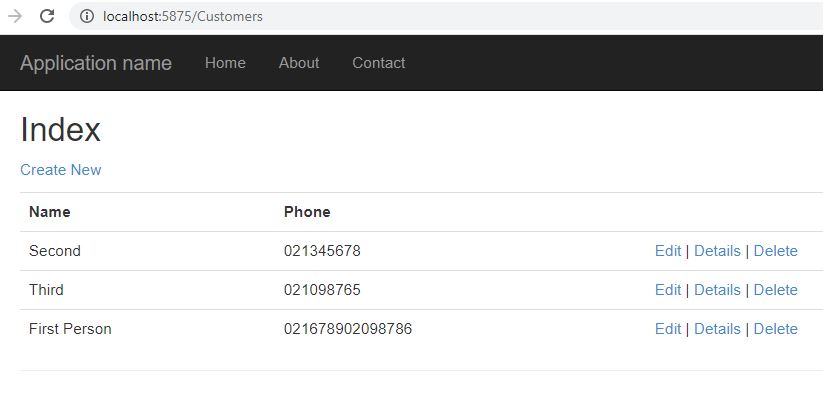 localhost:5875/Customers
Application name Home About Contact
Index
Create New
Name Phone
Second 021345678 Edit | Details | Delete
Third 021098765 Edit | Details | Delete
First Person 021678902098786 Edit | Details | Delete